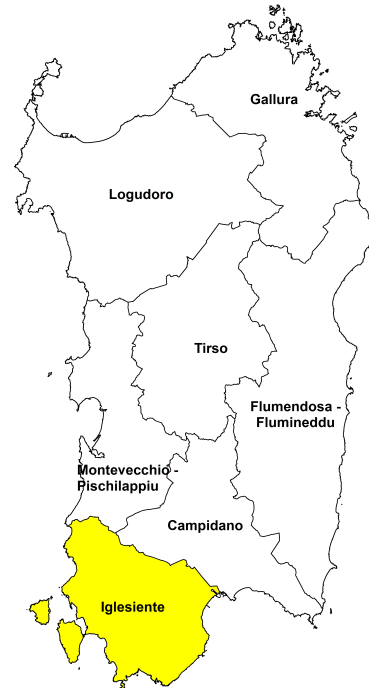 Gallura
Logudoro
Tirso
Flumendosa -
Flumineddu
Montevecchio -
Pischilappiu
Campidano
Iglesiente